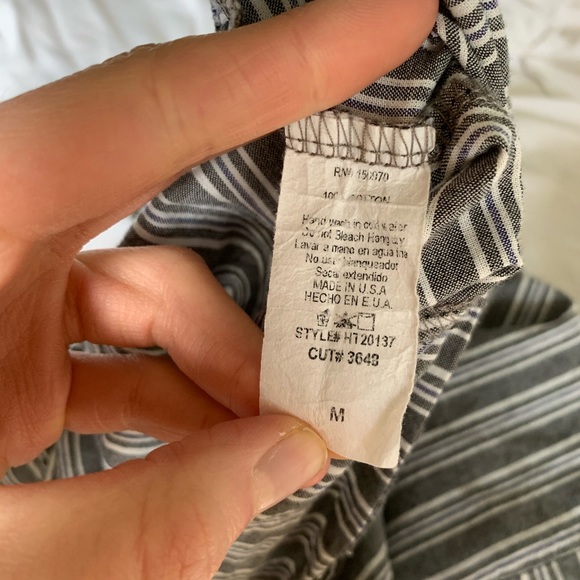 RN# 150970
100% COTTON
Hand wash in cold water
Do not Bleach Hang dry
Lavar a mano en agua fria
No usar blanqueador
Secar extendido
MADE IN U.S.A
HECHO EN E.U.A.
STYLE# HT20137
CUT# 3648
M